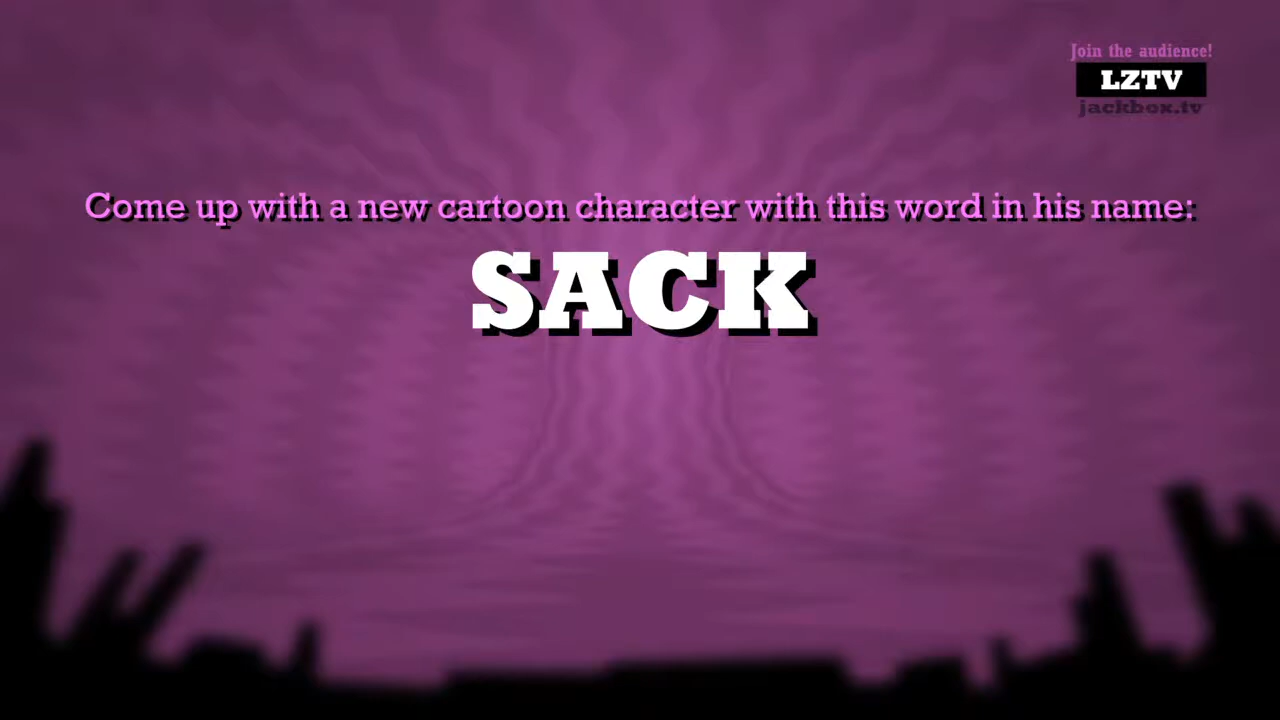 Join the audience!
LZTV
jackbox.tv
Come up with a new cartoon character with this word in his name:
SACK